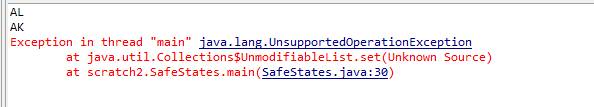 AL
AK
Exception in thread "main" java.lang.UnsupportedOperationException
at java.util.Collections$UnmodifiableList.set(Unknown Source)
at scratch2.SafeStates.main(SafeStates.java:30)